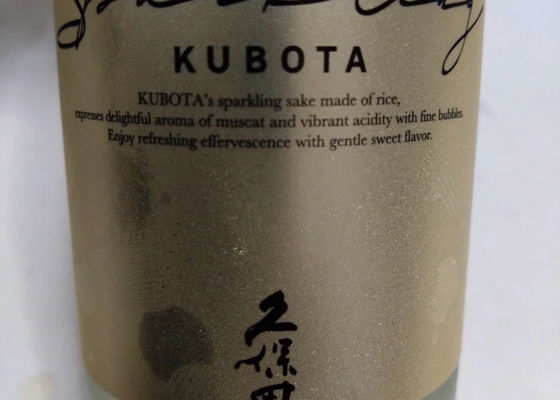 Sparkling
KUBOTA
KUBOTA's sparkling sake made of rice,
expresses delightful aroma of muscat and vibrant acidity with fine bubbles.
Enjoy refreshing effervescence with gentle sweet flavor.
久保田